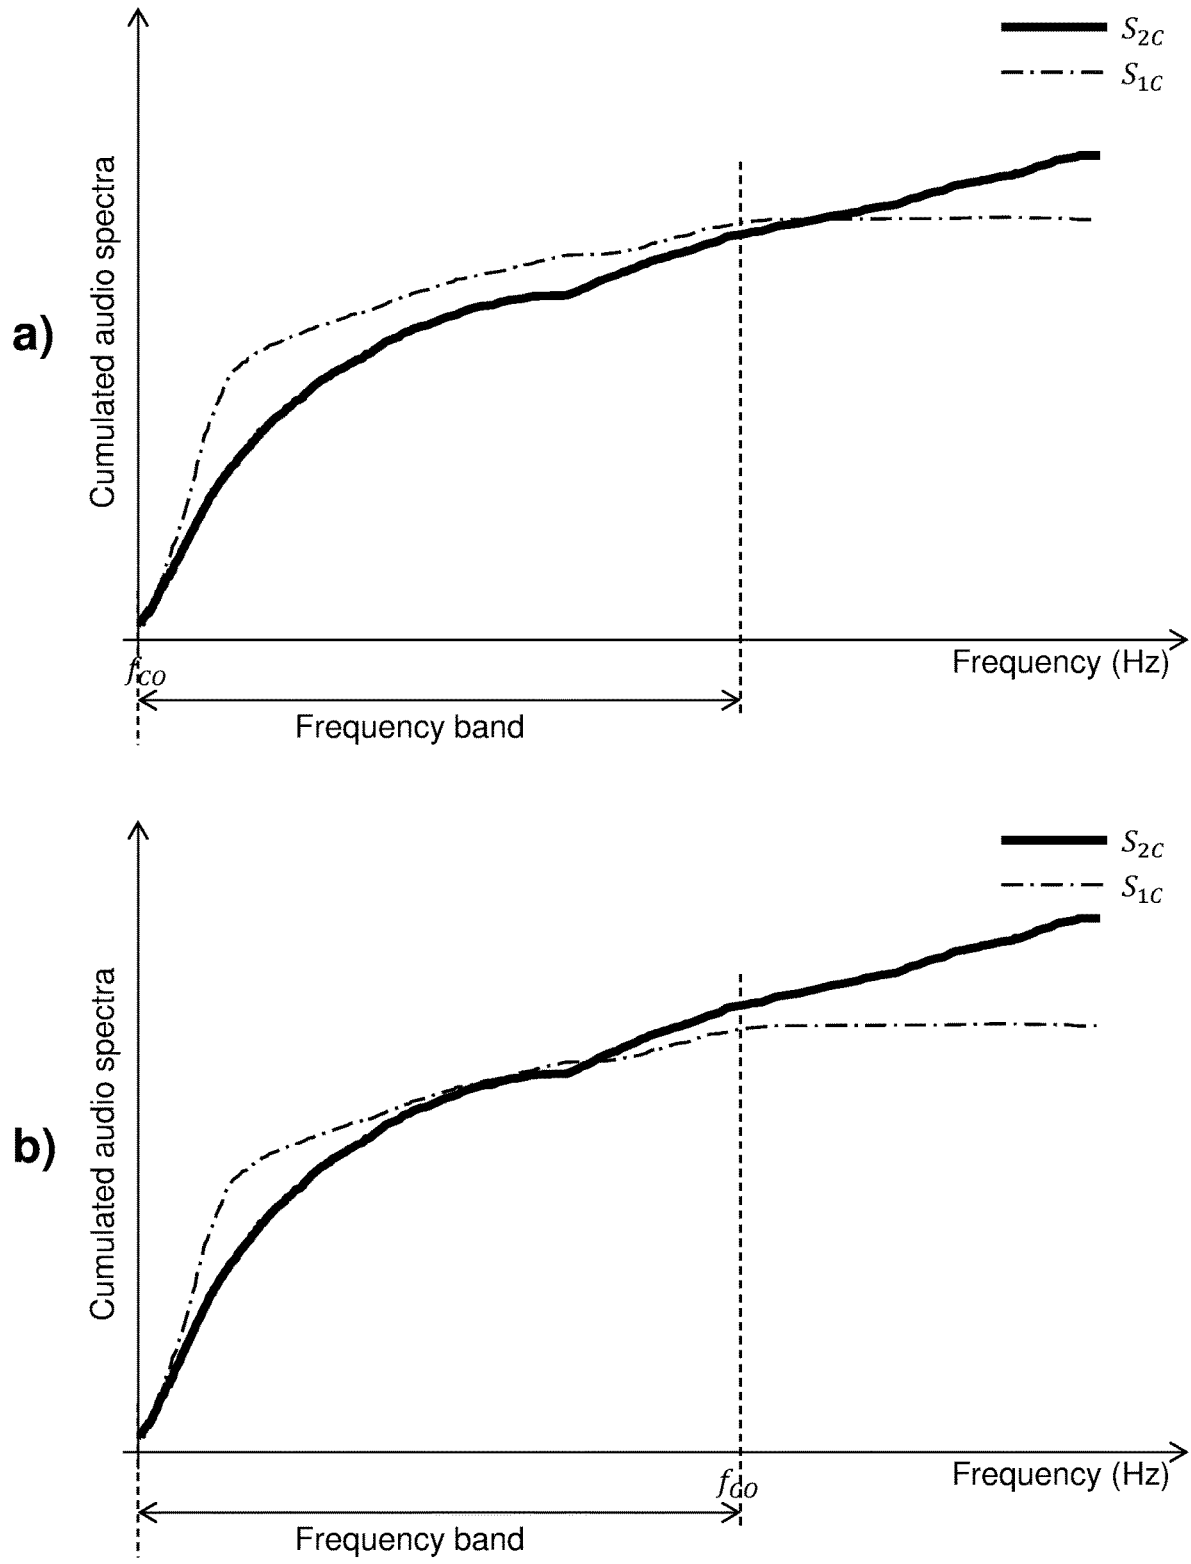 S2C
S1C
Cumulated audio spectra
a)
fCO
Frequency (Hz)
Frequency band
S2C
S1C
Cumulated audio spectra
b)
fCO
Frequency (Hz)
Frequency band